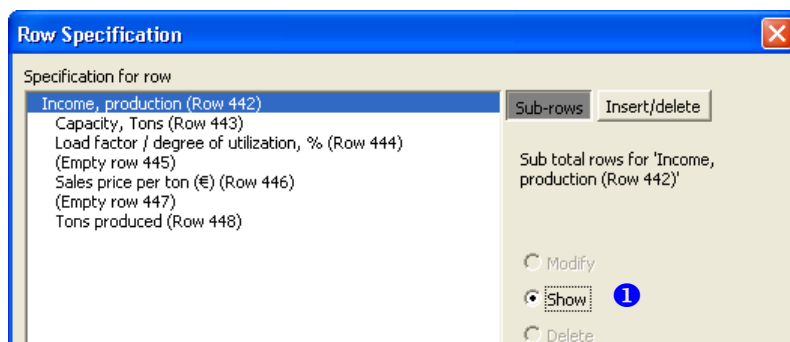 Row Specification
Specification for row
Income, production (Row 442)
Capacity, Tons (Row 443)
Load factor / degree of utilization, % (Row 444)
(Empty row 445)
Sales price per ton (€) (Row 446)
(Empty row 447)
Tons produced (Row 448)
Sub-rows Insert/delete
Sub total rows for 'Income,
production (Row 442)'
Modify
Show 1
Delete